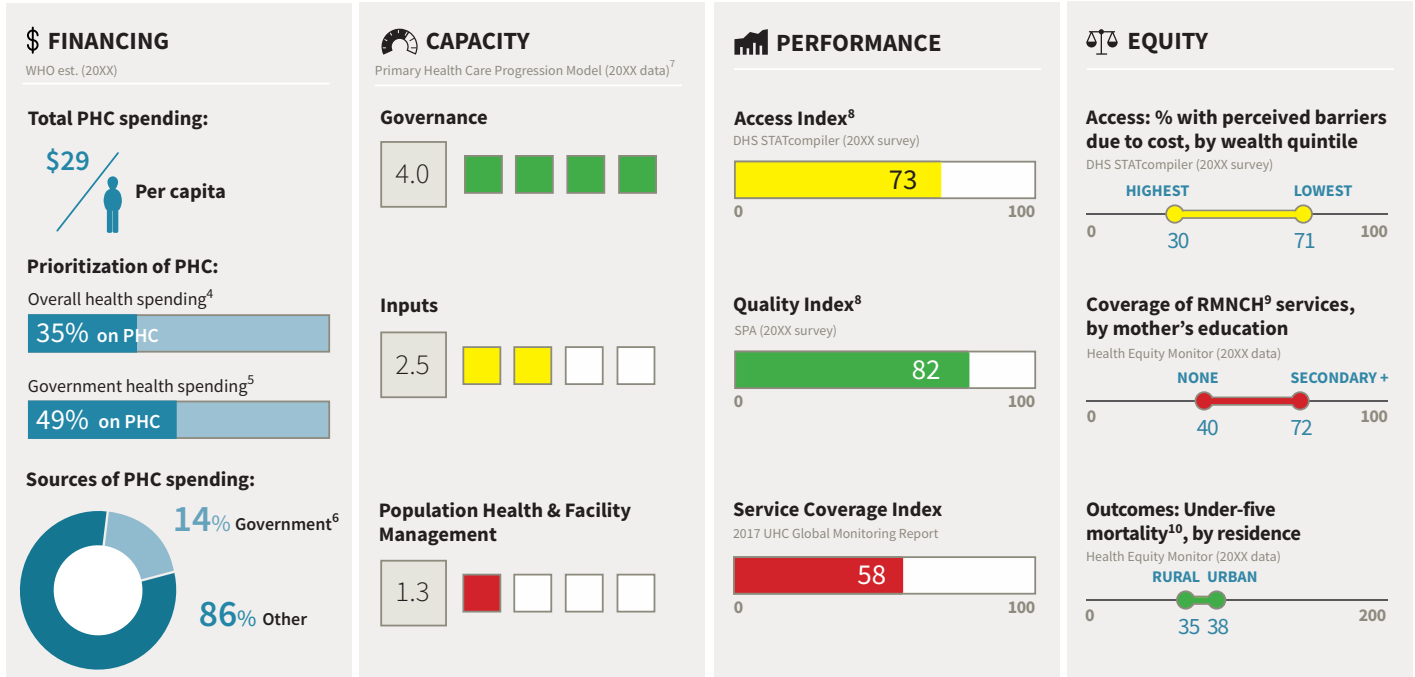 $ FINANCING
WHO est. (20XX)
Total PHC spending:
$29
Per capita
Prioritization of PHC:
Overall health spending4
35% on PHC
Government health spending5
49% on PHC
Sources of PHC spending:
14% Government6
86% Other
CAPACITY
Primary Health Care Progression Model (20XX data)7
Governance
4.0
Inputs
2.5
Population Health & Facility
Management
1.3
PERFORMANCE
Access Index8
DHS STATcompiler (20XX survey)
73
0 100
Quality Index8
SPA (20XX survey)
82
0 100
Service Coverage Index
2017 UHC Global Monitoring Report
58
0 100
EQUITY
Access: % with perceived barriers
due to cost, by wealth quintile
DHS STATcompiler (20XX survey)
HIGHEST LOWEST
0 100
30 71
Coverage of RMNCH9 services,
by mother’s education
Health Equity Monitor (20XX data)
NONE SECONDARY +
0 100
40 72
Outcomes: Under-five
mortality10, by residence
Health Equity Monitor (20XX data)
RURAL URBAN
0 200
35 38